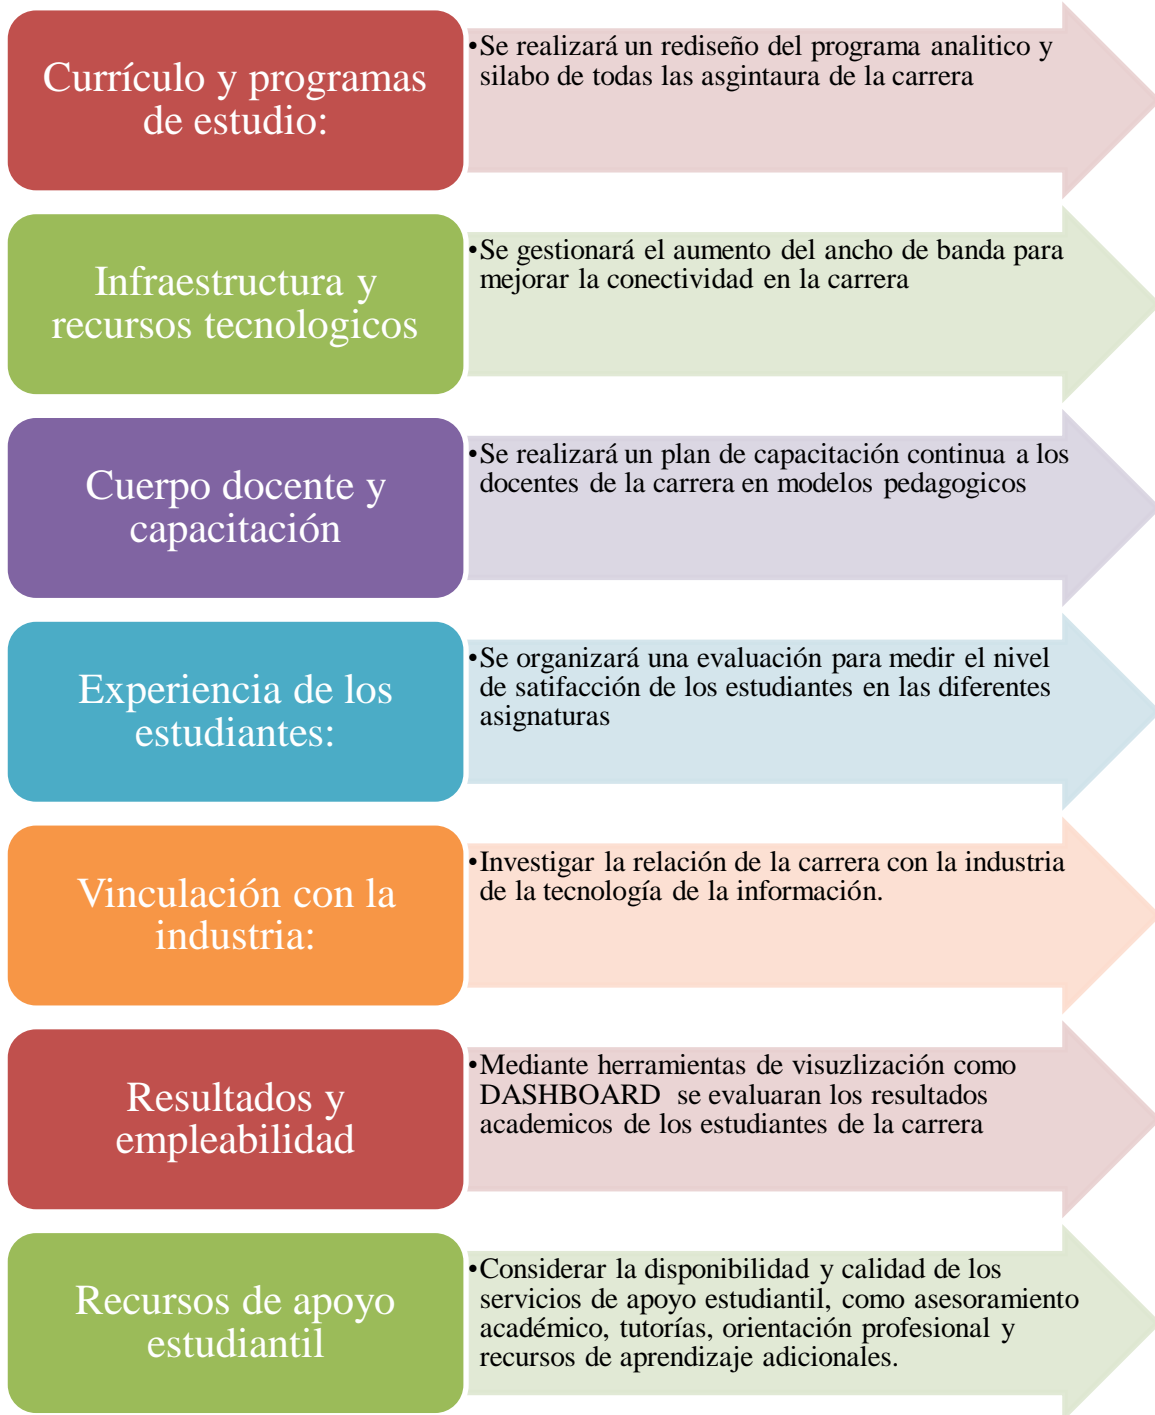 Currículo y programas
de estudio:
•Se realizará un rediseño del programa analitico y
silabo de todas las asgintaura de la carrera
Infraestructura y
recursos tecnologicos
•Se gestionará el aumento del ancho de banda para
mejorar la conectividad en la carrera
Cuerpo docente y
capacitación
•Se realizará un plan de capacitación continua a los
docentes de la carrera en modelos pedagogicos
Experiencia de los
estudiantes:
•Se organizará una evaluación para medir el nivel
de satifacción de los estudiantes en las diferentes
asignaturas
Vinculación con la
industria:
•Investigar la relación de la carrera con la industria
de la tecnología de la información.
Resultados y
empleabilidad
•Mediante herramientas de visuzlización como
DASHBOARD se evaluaran los resultados
academicos de los estudiantes de la carrera
Recursos de apoyo
estudiantil
•Considerar la disponibilidad y calidad de los
servicios de apoyo estudiantil, como asesoramiento
académico, tutorías, orientación profesional y
recursos de aprendizaje adicionales.